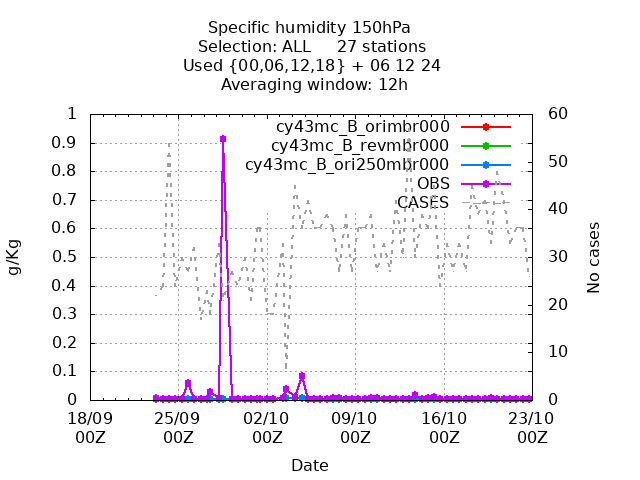 Specific humidity 150hPa
Selection: ALL     27 stations
Used {00,06,12,18} + 06 12 24
Averaging window: 12h
cy43mc_B_orimbr000
cy43mc_B_revmbr000
cy43mc_B_ori250mbr000
OBS
CASES
1
0.9
0.8
0.7
0.6
0.5
0.4
0.3
0.2
0.1
0
g/Kg
60
50
40
30
20
10
0
No cases
18/09 25/09 02/10 09/10 16/10 23/10
00Z 00Z 00Z 00Z 00Z 00Z
Date